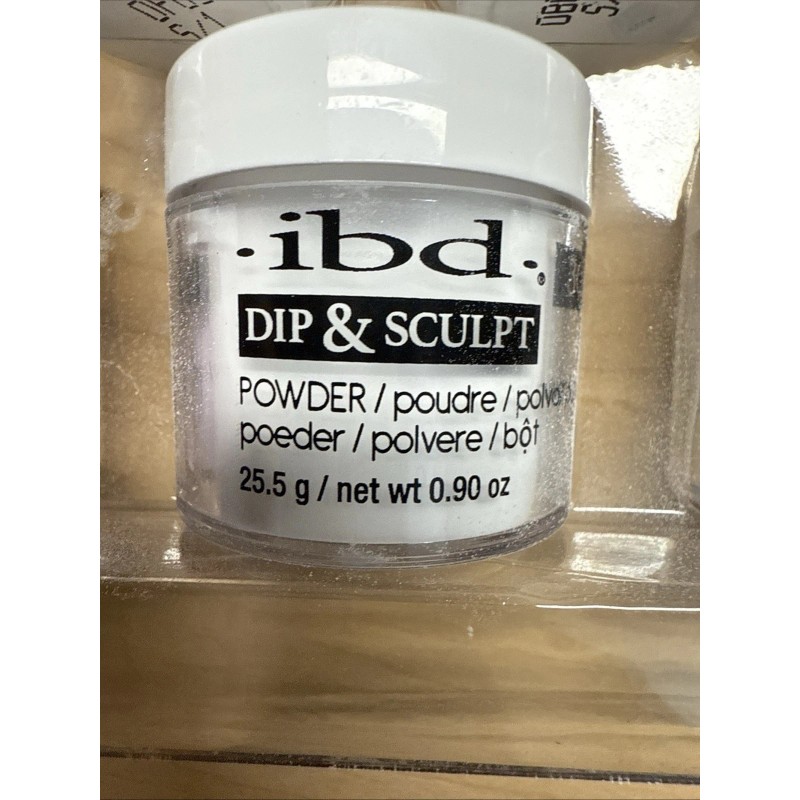 ·ibd·®
DIP & SCULPT
POWDER / poudre /
poeder / polvere / bột
25.5 g / net wt 0.90 oz